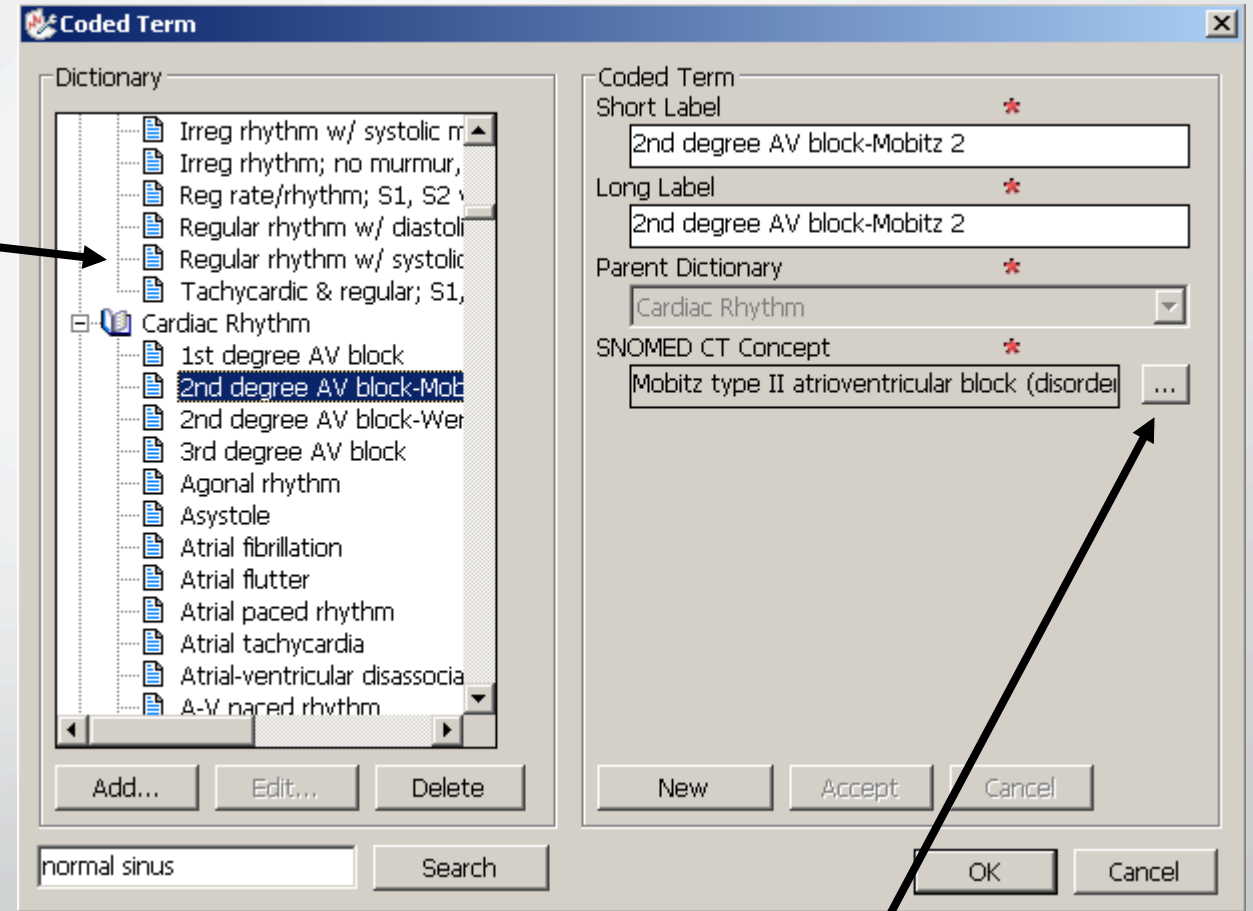 Coded Term
Dictionary
Irreg rhythm w/ systolic m
Irreg rhythm; no murmur,
Reg rate/rhythm; S1, S2
Regular rhythm w/ diastoli
Regular rhythm w/ systolic
Tachycardic & regular; S1,
Cardiac Rhythm
1st degree AV block
2nd degree AV block-Mob
2nd degree AV block-Wen
3rd degree AV block
Agonal rhythm
Asystole
Atrial fibrillation
Atrial flutter
Atrial paced rhythm
Atrial tachycardia
Atrial-ventricular disassocia
A-V paced rhythm
Add...
Edit...
Delete
normal sinus
Search
Coded Term
Short Label *
2nd degree AV block-Mobitz 2
Long Label *
2nd degree AV block-Mobitz 2
Parent Dictionary *
Cardiac Rhythm
SNOMED CT Concept *
Mobitz type II atrioventricular block (disorder
...
New
Accept
Cancel
OK
Cancel